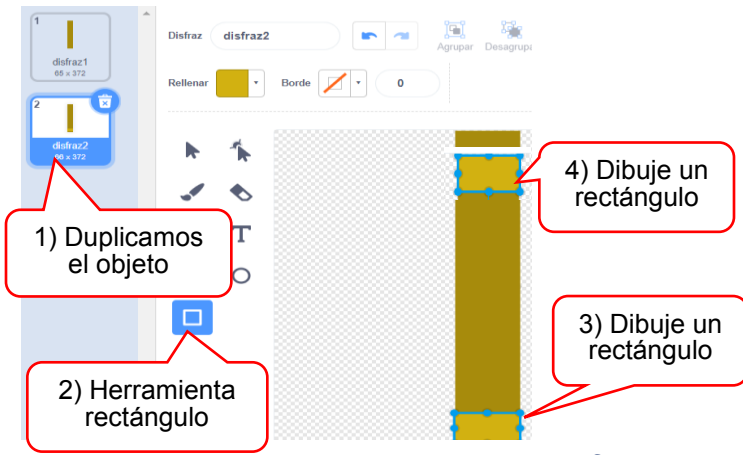 1
disfraz1
66 x 372
2
disfraz2
66 x 372
Disfraz
disfraz2
Agrupar
Desagrupa
Rellenar
Borde
0
T
4) Dibuje un
rectángulo
1) Duplicamos
el objeto
3) Dibuje un
rectángulo
2) Herramienta
rectángulo